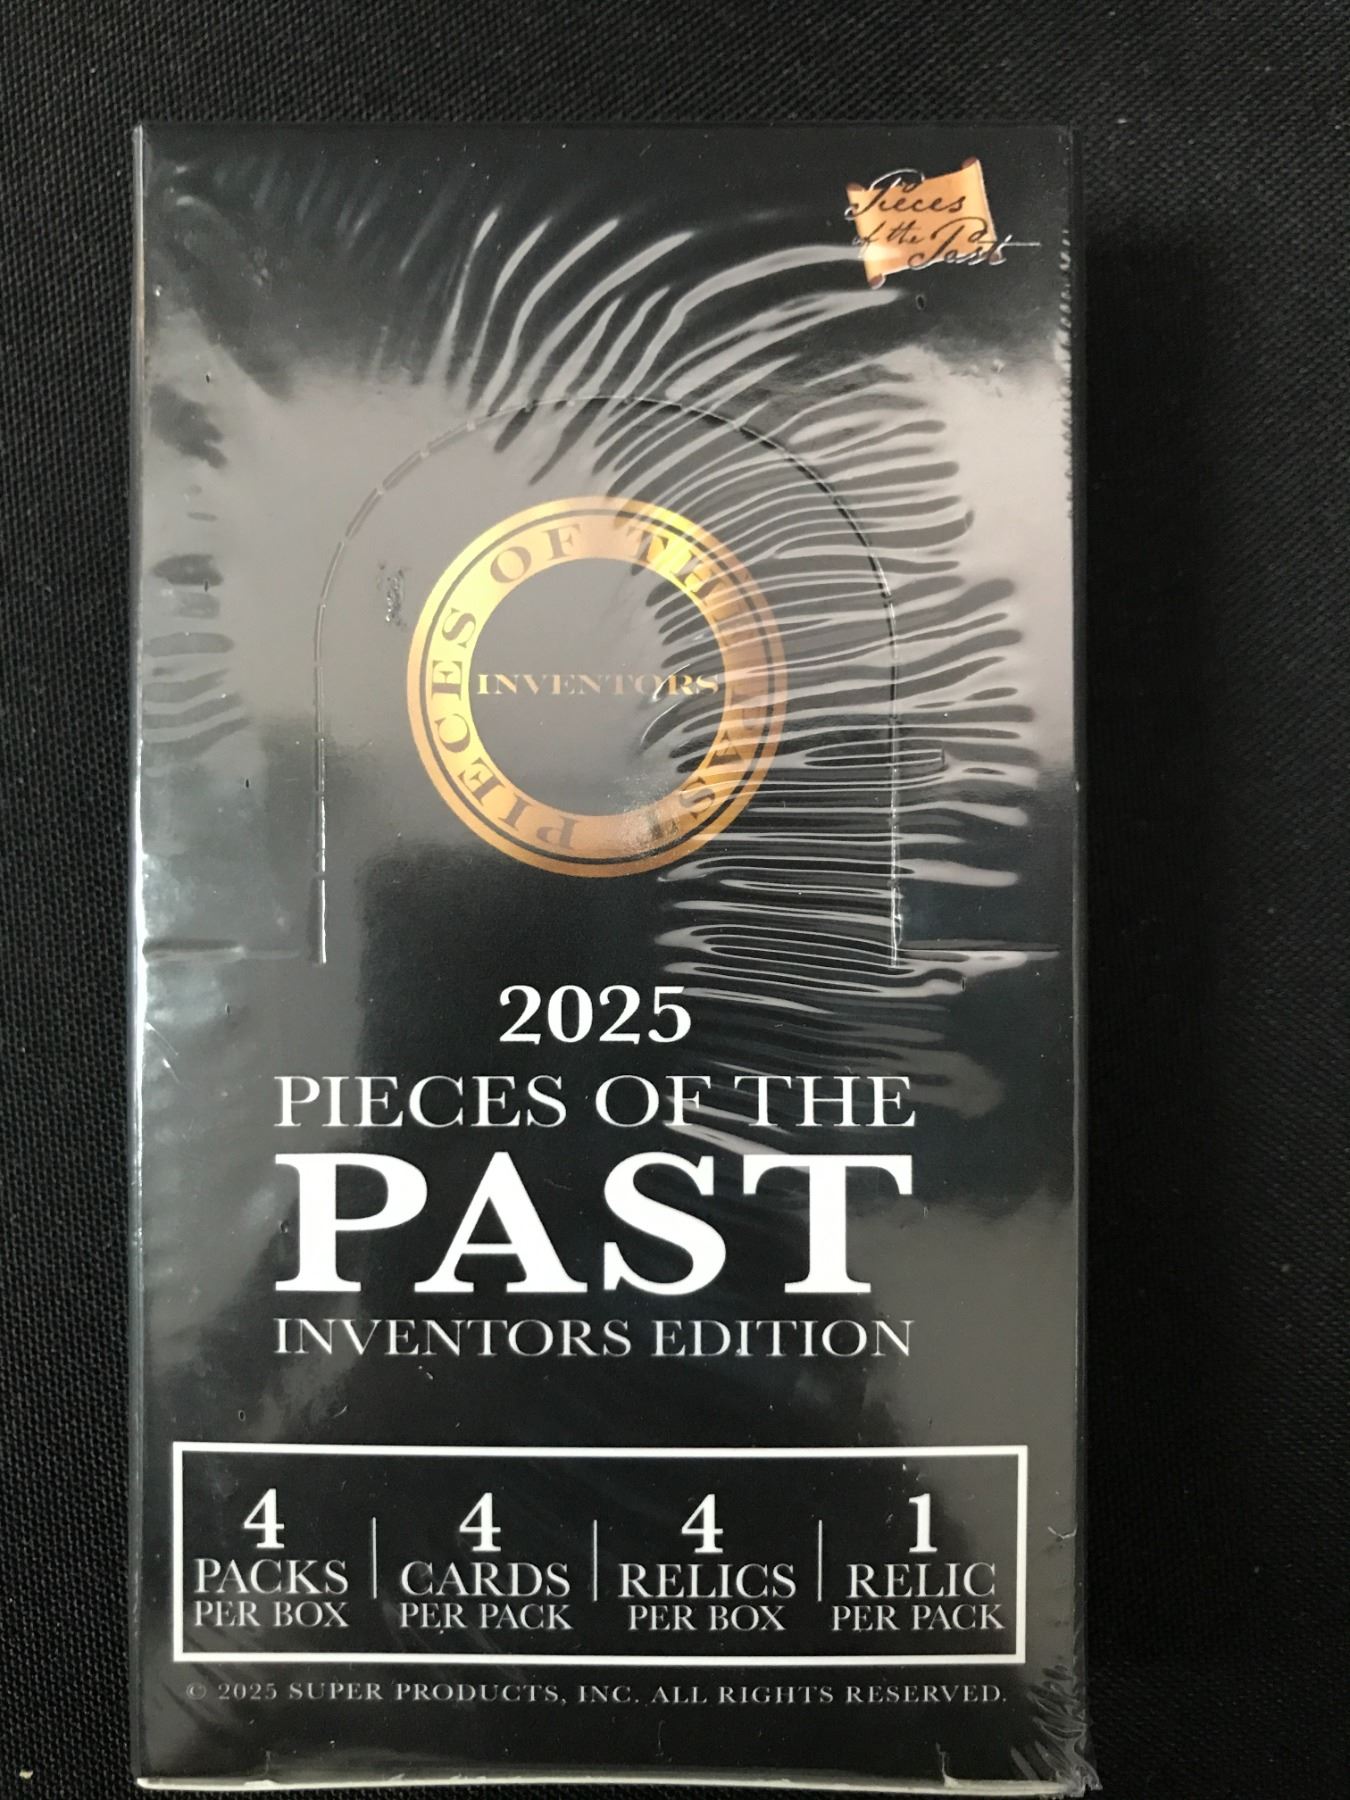 Pieces
of the Past
PIECES OF THE PAST
INVENTORS
2025
PIECES OF THE
PAST
INVENTORS EDITION
4
PACKS
PER BOX
4
CARDS
PER PACK
4
RELICS
PER BOX
1
RELIC
PER PACK
© 2025 SUPER PRODUCTS, INC. ALL RIGHTS RESERVED.